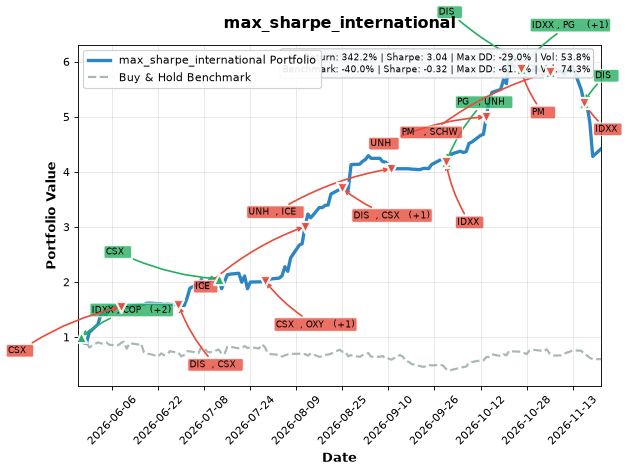 DIS
max_sharpe_international
IDXX , PG (+1)
max_sharpe_international Portfolio
Buy & Hold Benchmark
342.2% | Sharpe: 3.04 | Max DD: -29.0% | Vol: 53.8%
-40.0% | Sharpe: -0.32 | Max DD: | 74.3%
DIS
PG , UNH
PM
IDXX
PM , SCHW
UNH
UNH , ICE
DIS , CSX (+1)
IDXX
CSX
ICE
IDXX , COP (+2)
CSX , OXY (+1)
CSX
DIS , CSX
Portfolio Value
6
5
4
3
2
1
2026-06-06
2026-06-22
2026-07-08
2026-07-24
2026-08-09
2026-08-25
2026-09-10
2026-09-26
2026-10-12
2026-10-28
2026-11-13
Date